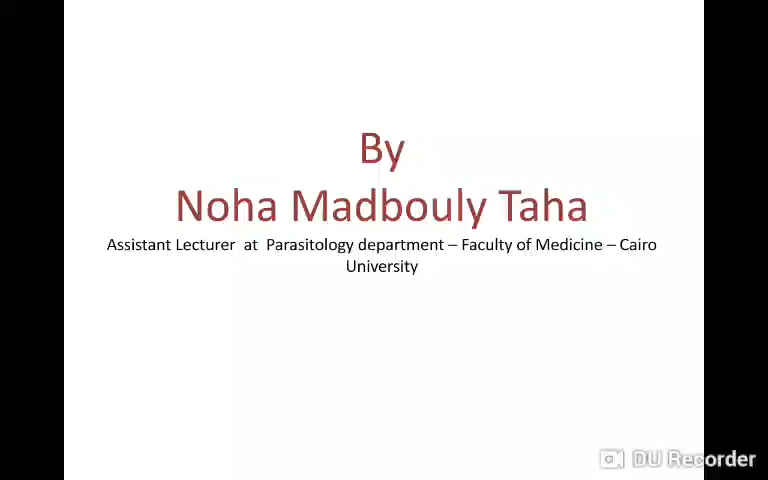 By
Noha Madbouly Taha
Assistant Lecturer at Parasitology department – Faculty of Medicine – Cairo
University
DU Recorder